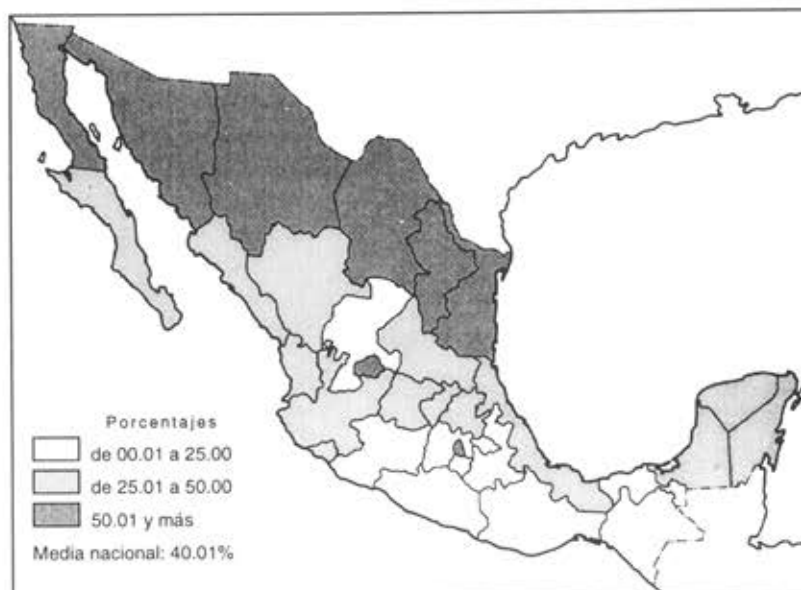 Porcentajes
de 00.01 a 25.00
de 25.01 a 50.00
50.01 y más
Media nacional: 40.01%